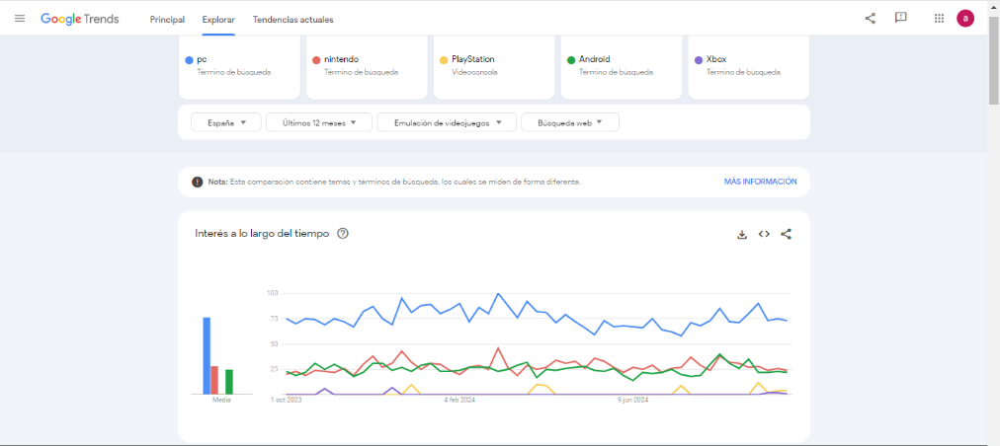 Google Trends
Principal
Explorar
Tendencias actuales
a
pc
Término de búsqueda
nintendo
Término de búsqueda
PlayStation
Videoconsola
Android
Término de búsqueda
Xbox
Término de búsqueda
España
Últimos 12 meses
Emulación de videojuegos
Búsqueda web
Nota: Esta comparación contiene temas y términos de búsqueda, los cuales se miden de forma diferente.
MÁS INFORMACIÓN
Interés a lo largo del tiempo
100
75
50
25
Media
1 oct 2023
4 feb 2024
9 jun 2024